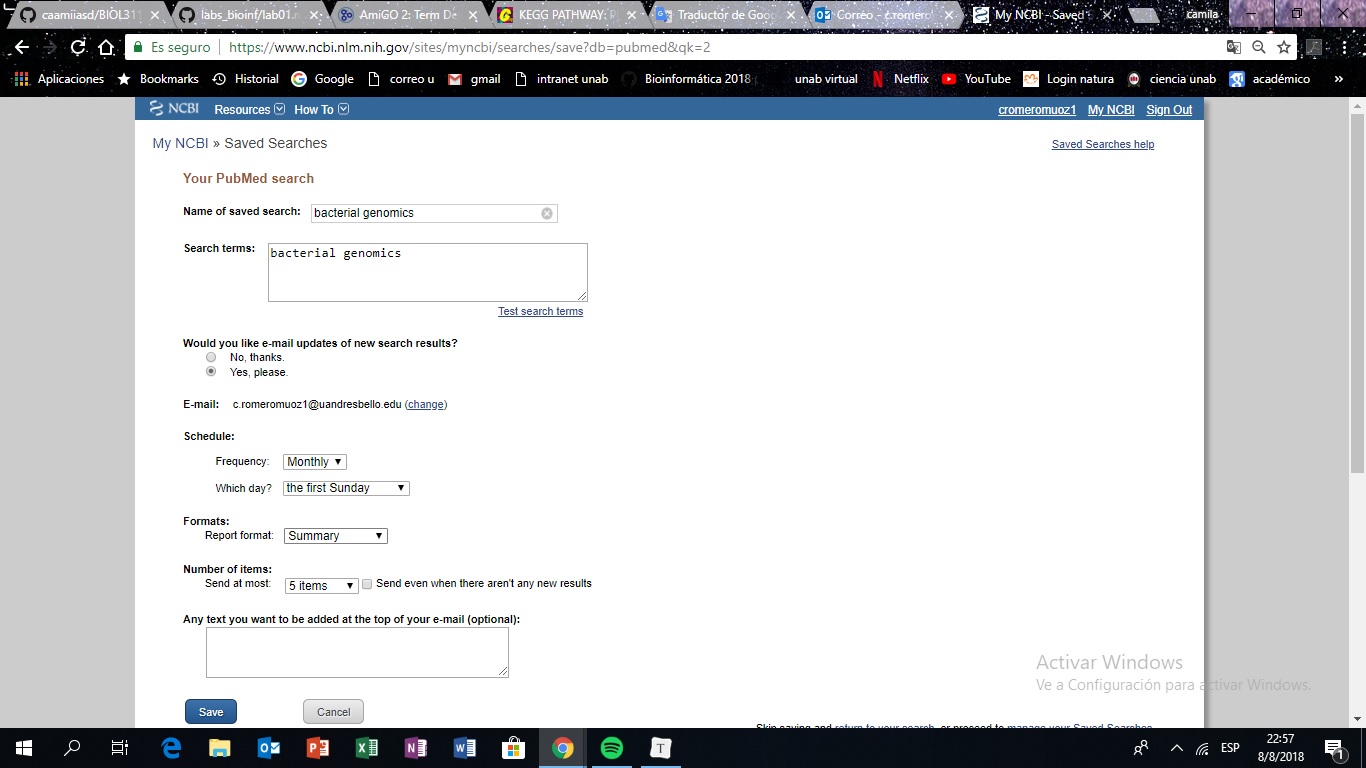 caamiiasd/BIOL311 labs_bioinf/lab01. AmiGO 2: Term De KEGG PATHWAY: Traductor de Goo Correo - c.romero My NCBI - Saved camila
Es seguro https://www.ncbi.nlm.nih.gov/sites/myncbi/searches/save?db=pubmed&qk=2
Aplicaciones Bookmarks Historial Google correo u gmail intranet unab Bioinformática 2018 unab virtual Netflix YouTube Login natura ciencia unab académico »
NCBI Resources How To cromeromuoz1 My NCBI Sign Out
My NCBI » Saved Searches Saved Searches help
Your PubMed search
Name of saved search: bacterial genomics
Search terms: bacterial genomics
Test search terms
Would you like e-mail updates of new search results?
No, thanks.
Yes, please.
E-mail: c.romeromuoz1@uandresbello.edu (change)
Schedule:
Frequency: Monthly
Which day? the first Sunday
Formats:
Report format: Summary
Number of items:
Send at most: 5 items Send even when there aren't any new results
Any text you want to be added at the top of your e-mail (optional):
Activar Windows
Ve a Configuración para activar Windows.
Save Cancel
Skip saving and return to your search, or proceed to manage your Saved Searches
ESP 22:57
8/8/2018 1